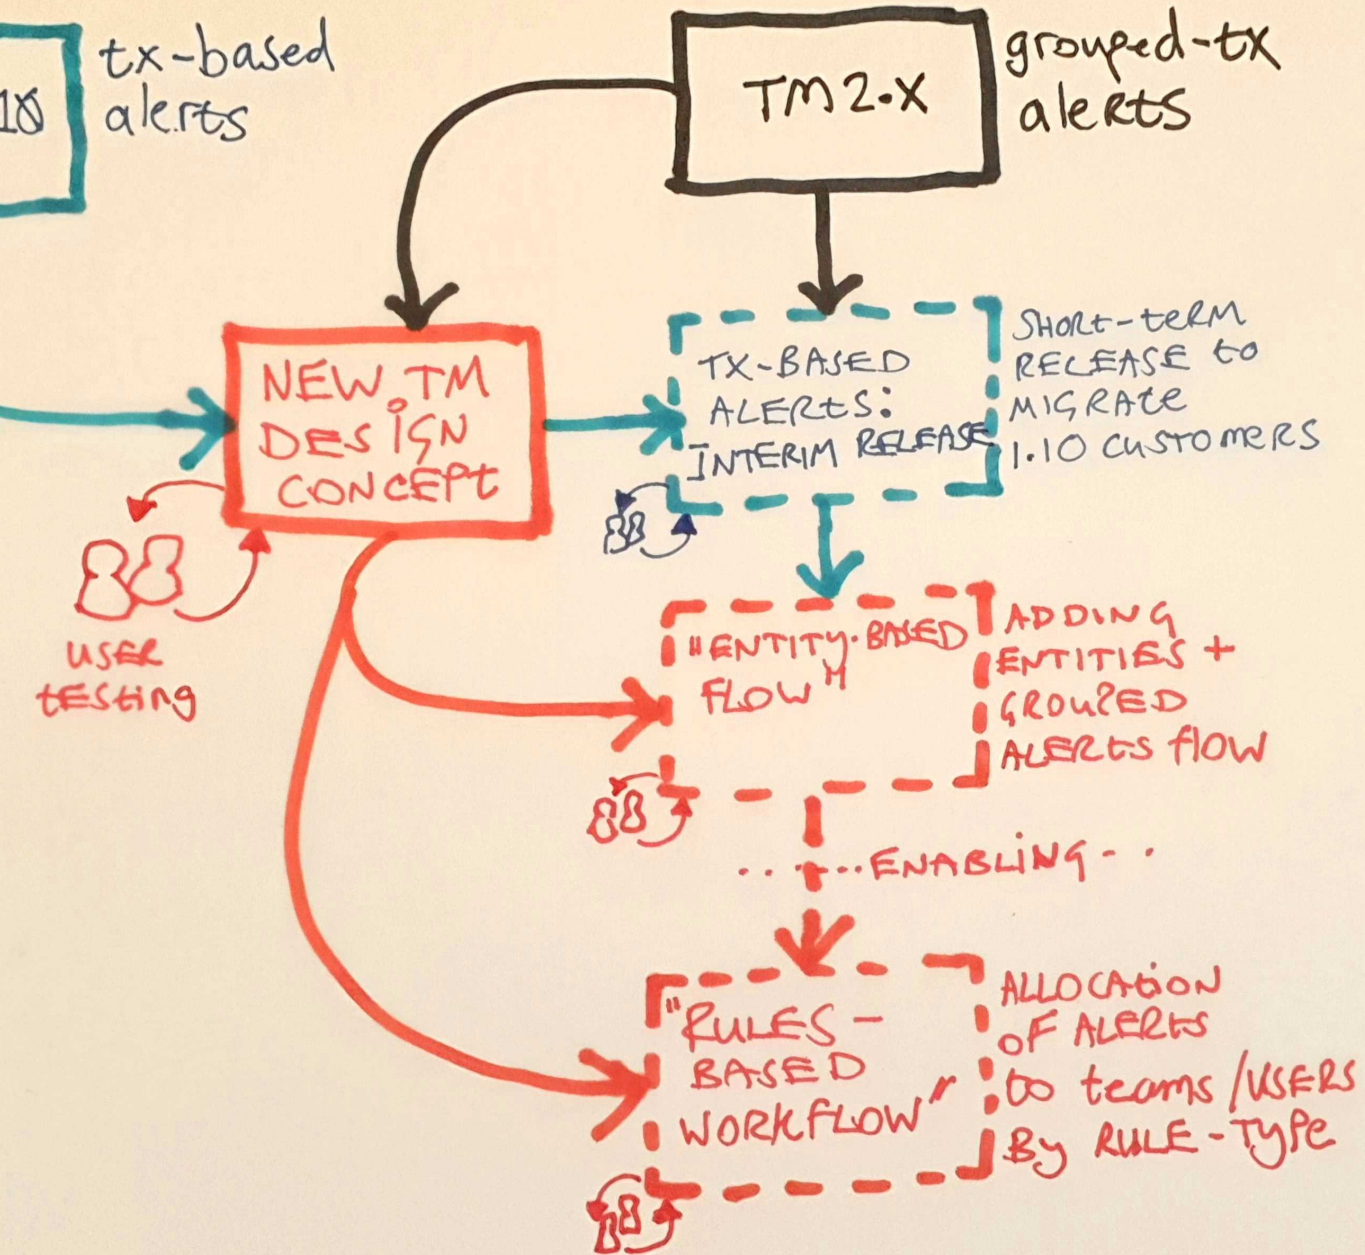 10
tx-based
alerts
TM2.X
grouped-tx
alerts
NEW TM
DESIGN
CONCEPT
TX-BASED
ALERTS:
INTERIM RELEASE
SHORT-TERM
RELEASE to
MIGRATE
1.10 CUSTOMERS
USER
testing
"ENTITY-BASED
FLOW"
ADDING
ENTITIES +
GROUPED
ALERTS flow
.. ... ENABLING - .
"RULES-
BASED
WORKFLOW"
ALLOCATION
OF ALERTS
to teams/USERS
By RULE-TYPE